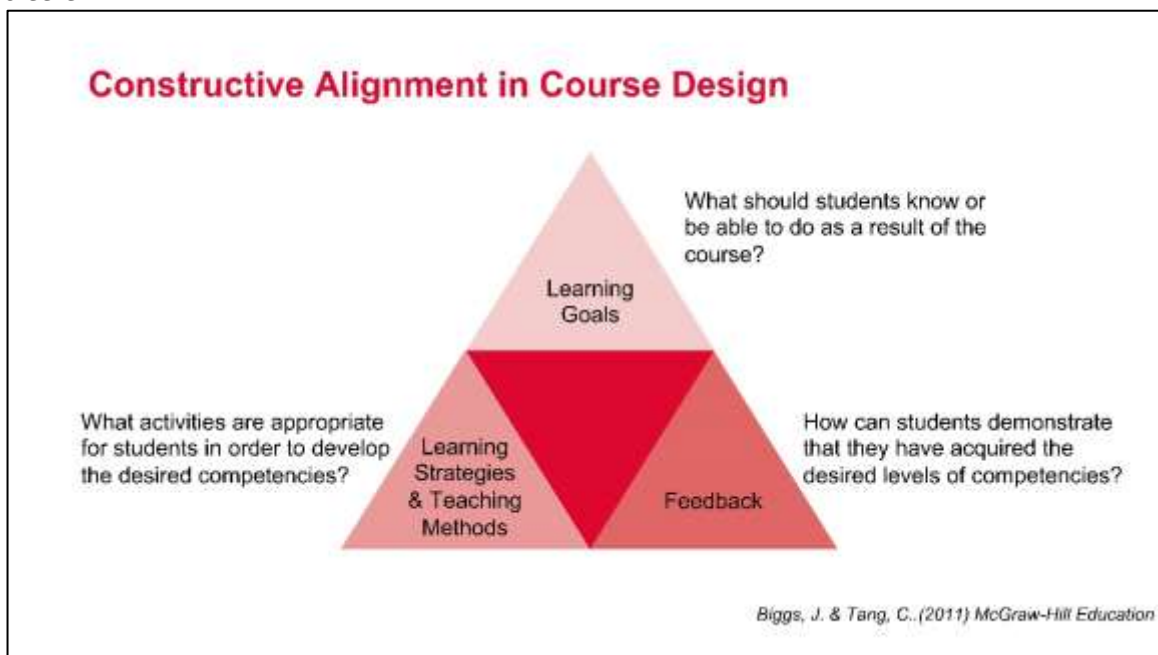 Constructive Alignment in Course Design
What should students know or
be able to do as a result of the
course?
Learning
Goals
What activities are appropriate
for students in order to develop
the desired competencies?
Learning
Strategies
& Teaching
Methods
How can students demonstrate
that they have acquired the
desired levels of competencies?
Feedback
Biggs, J. & Tang, C..(2011) McGraw-Hill Education